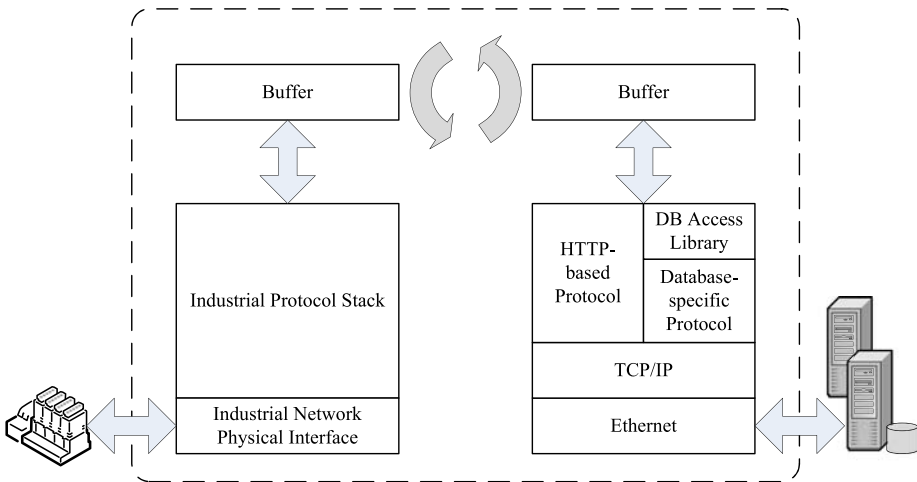 Buffer
Buffer
Industrial Protocol Stack
Industrial Network
Physical Interface
HTTP-
based
Protocol
DB Access
Library
Database-
specific
Protocol
TCP/IP
Ethernet